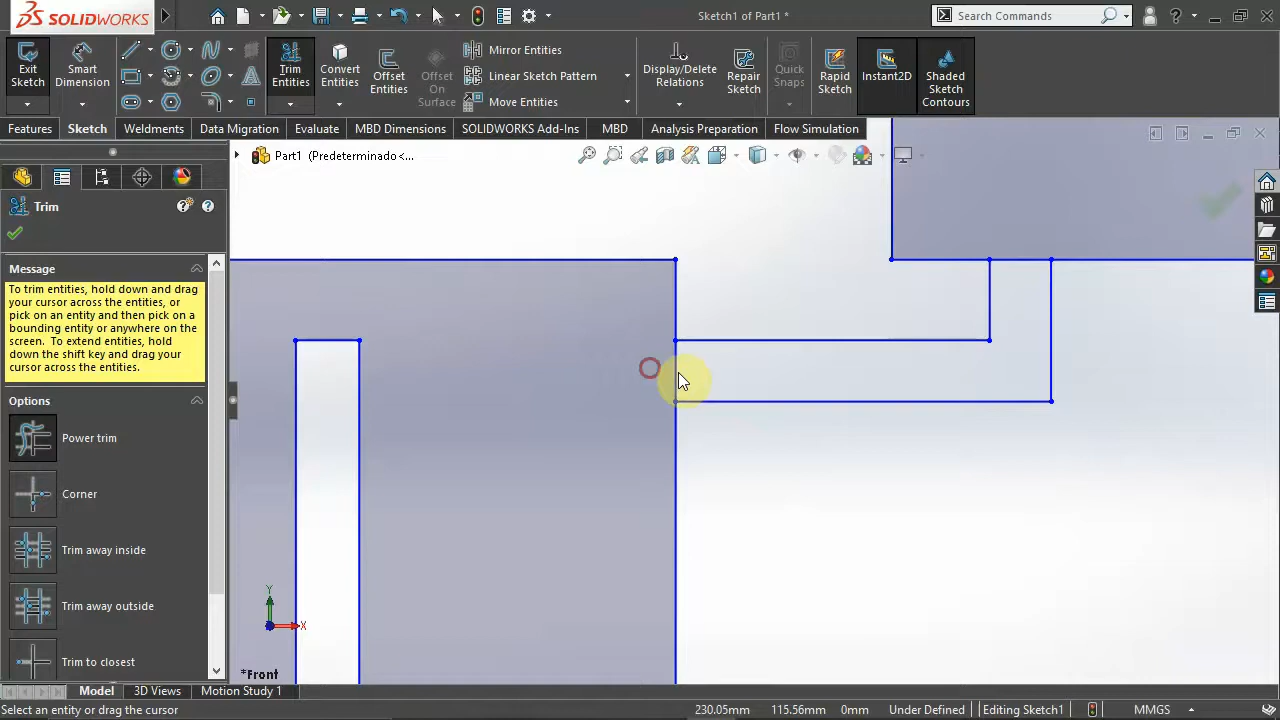 SOLIDWORKS
Sketch1 of Part1 *
Search Commands
Exit Sketch
Smart Dimension
Trim Entities
Convert Entities
Offset Entities
Offset On Surface
Mirror Entities
Linear Sketch Pattern
Move Entities
Display/Delete Relations
Repair Sketch
Quick Snaps
Rapid Sketch
Instant2D
Shaded Sketch Contours
Features
Sketch
Weldments
Data Migration
Evaluate
MBD Dimensions
SOLIDWORKS Add-Ins
MBD
Analysis Preparation
Flow Simulation
Part1 (Predeterminado<...
Trim
Message
To trim entities, hold down and drag
your cursor across the entities, or
pick on an entity and then pick on a
bounding entity or anywhere on the
screen. To extend entities, hold
down the shift key and drag your
cursor across the entities.
Options
Power trim
Corner
Trim away inside
Trim away outside
Trim to closest
Y
X
*Front
Model
3D Views
Motion Study 1
Select an entity or drag the cursor
230.05mm
115.56mm
0mm
Under Defined
Editing Sketch1
MMGS